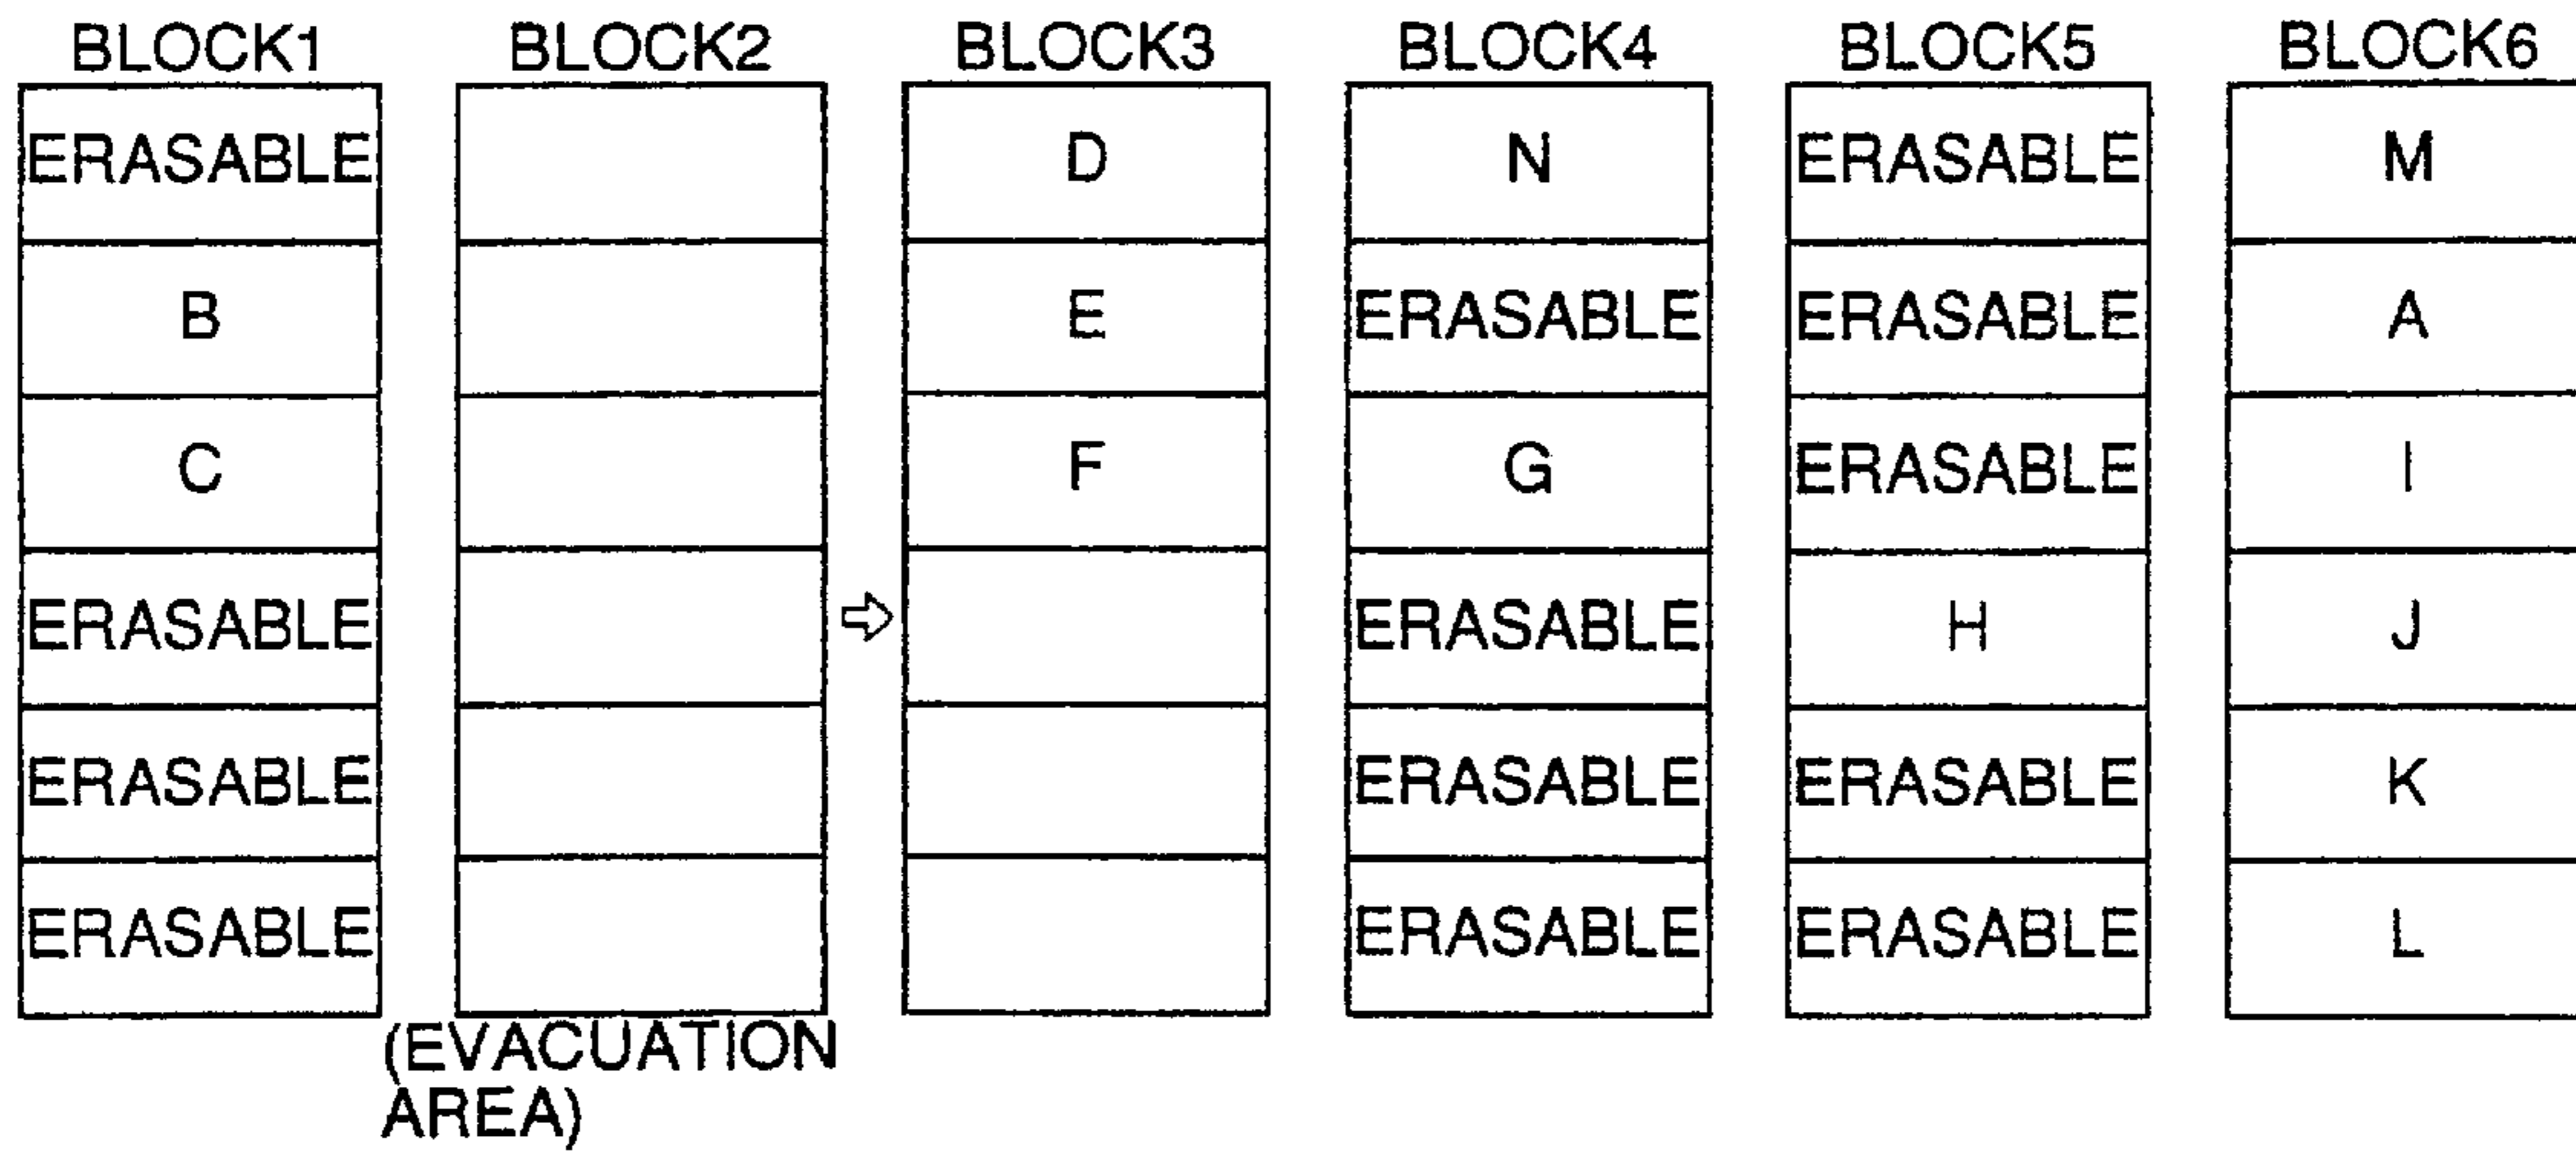 BLOCK1 BLOCK2 BLOCK3 BLOCK4 BLOCK5 BLOCK6
ERASABLE D N ERASABLE M
B E ERASABLE ERASABLE A
C F G ERASABLE I
ERASABLE ERASABLE H J
ERASABLE ERASABLE ERASABLE K
ERASABLE ERASABLE ERASABLE L
(EVACUATION
AREA)